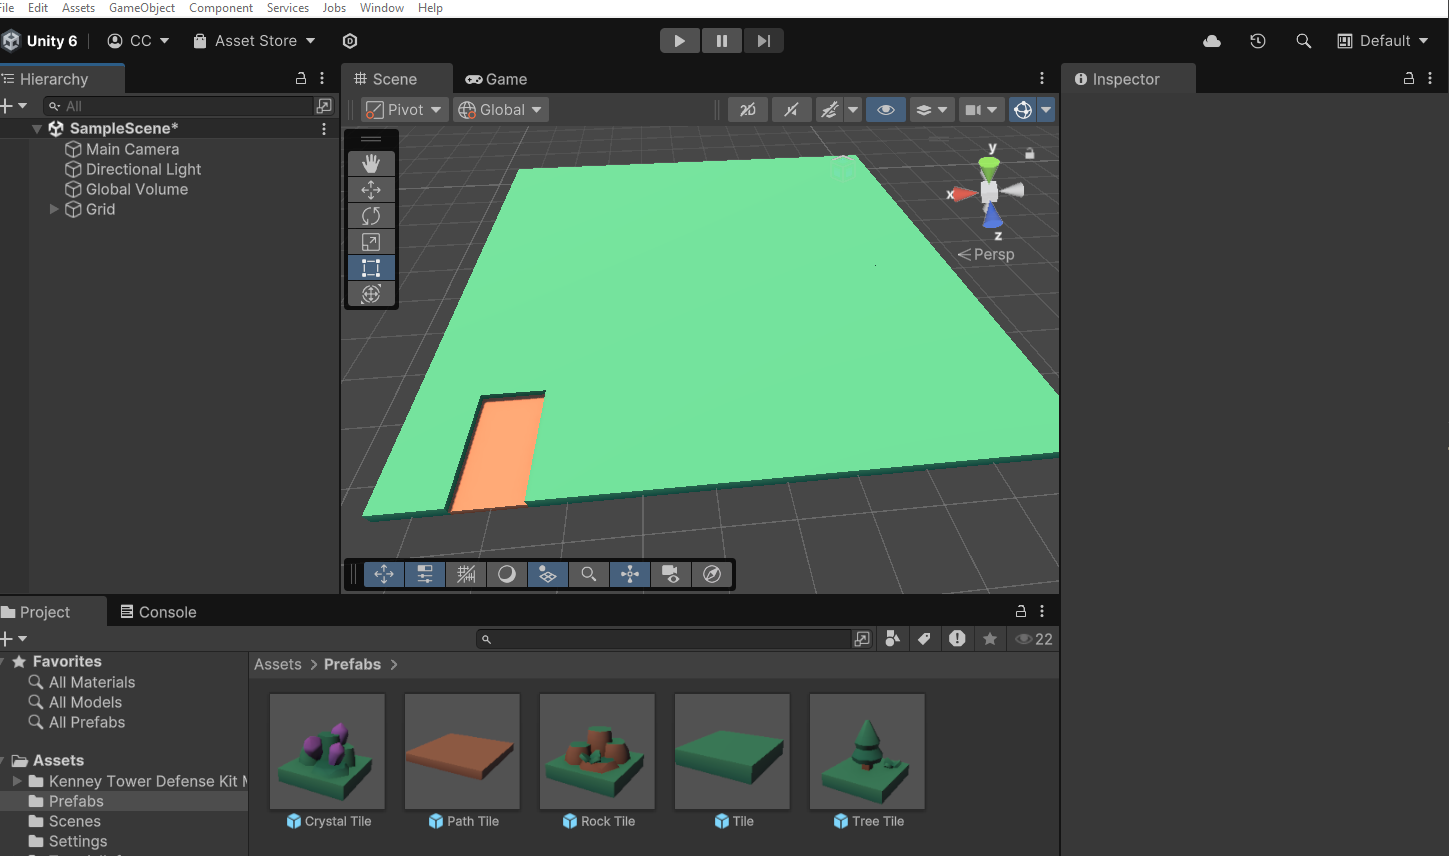 File Edit Assets GameObject Component Services Jobs Window Help
Unity 6 CC Asset Store Default
Hierarchy
All
SampleScene*
Main Camera
Directional Light
Global Volume
Grid
Scene Game
Pivot Global 2D
y
x
z
Persp
Inspector
Project Console
22
Favorites
All Materials
All Models
All Prefabs
Assets
Kenney Tower Defense Kit
Prefabs
Scenes
Settings
Assets > Prefabs >
Crystal Tile Path Tile Rock Tile Tile Tree Tile